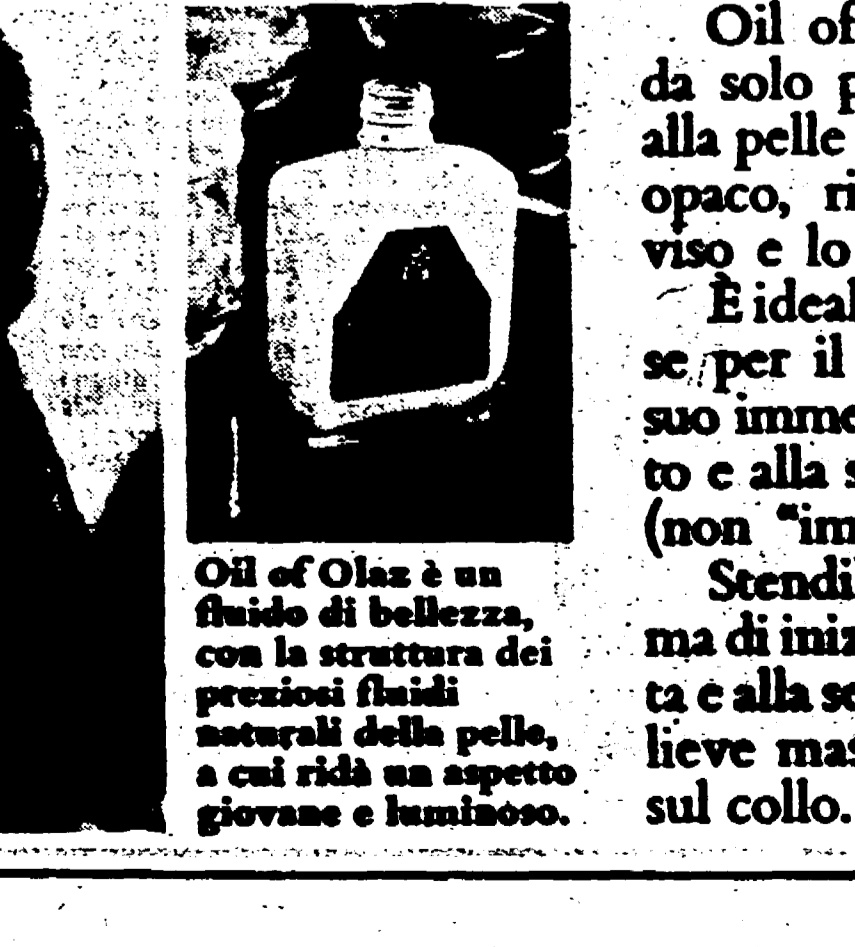 Oil of Olaz è un
fluido di bellezza,
con la struttura dei
preziosi fluidi
naturali della pelle,
a cui ridà un aspetto
giovane e luminoso.
Oil of
da solo p
alla pelle
opaco, ri
viso e lo
È ideal
se per il
suo imme
to e alla s
(non "im
Stendil
ma di iniz
ta e alla se
lieve mas
sul collo.